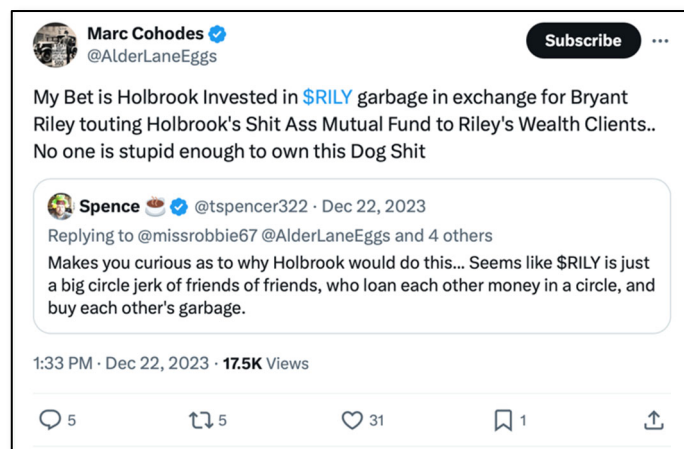 Marc Cohodes
@AlderLaneEggs
Subscribe
My Bet is Holbrook Invested in $RILY garbage in exchange for Bryant
Riley touting Holbrook's Shit Ass Mutual Fund to Riley's Wealth Clients..
No one is stupid enough to own this Dog Shit
Spence ☕ @tspencer322 · Dec 22, 2023
Replying to @missrobbie67 @AlderLaneEggs and 4 others
Makes you curious as to why Holbrook would do this... Seems like $RILY is just
a big circle jerk of friends of friends, who loan each other money in a circle, and
buy each other's garbage.
1:33 PM · Dec 22, 2023 · 17.5K Views
5 5 31 1